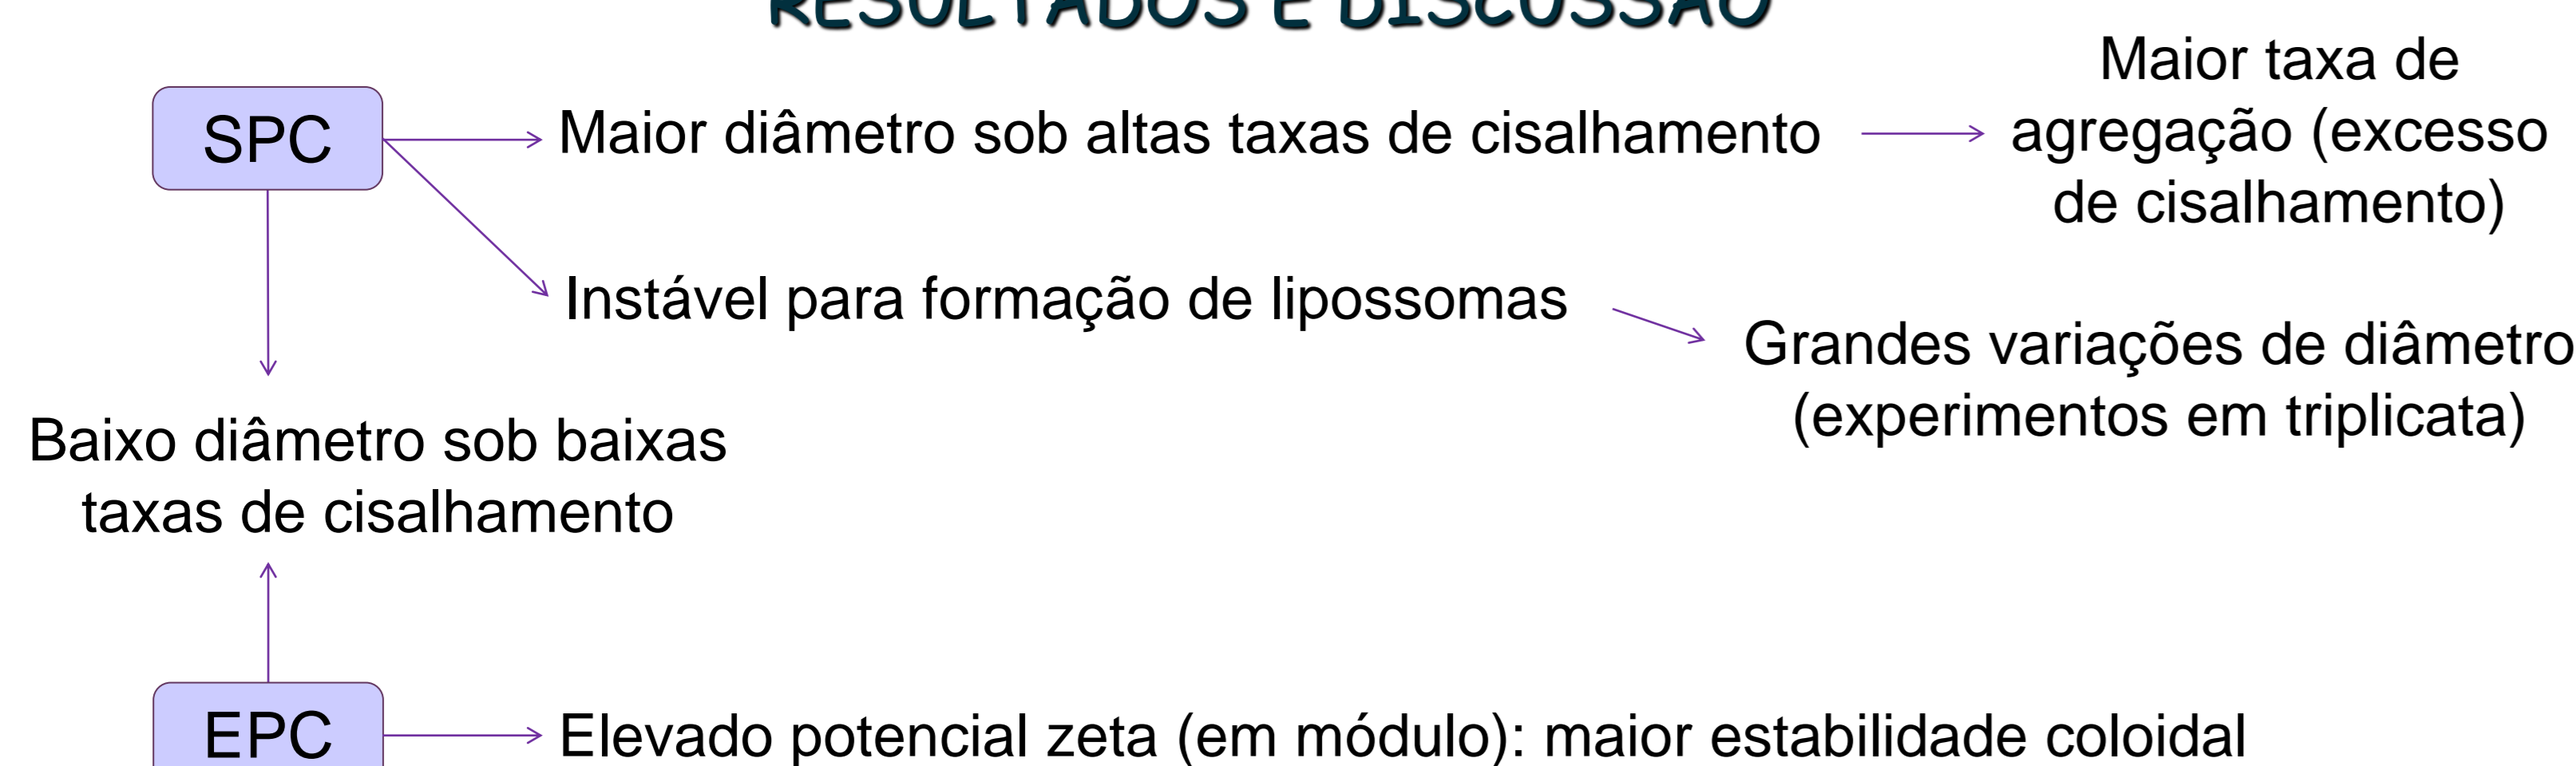 RESULTADOS E DISCUSSÃO
SPC
Maior diâmetro sob altas taxas de cisalhamento
Maior taxa de
agregação (excesso
de cisalhamento)
Instável para formação de lipossomas
Grandes variações de diâmetro
(experimentos em triplicata)
Baixo diâmetro sob baixas
taxas de cisalhamento
EPC
Elevado potencial zeta (em módulo): maior estabilidade coloidal